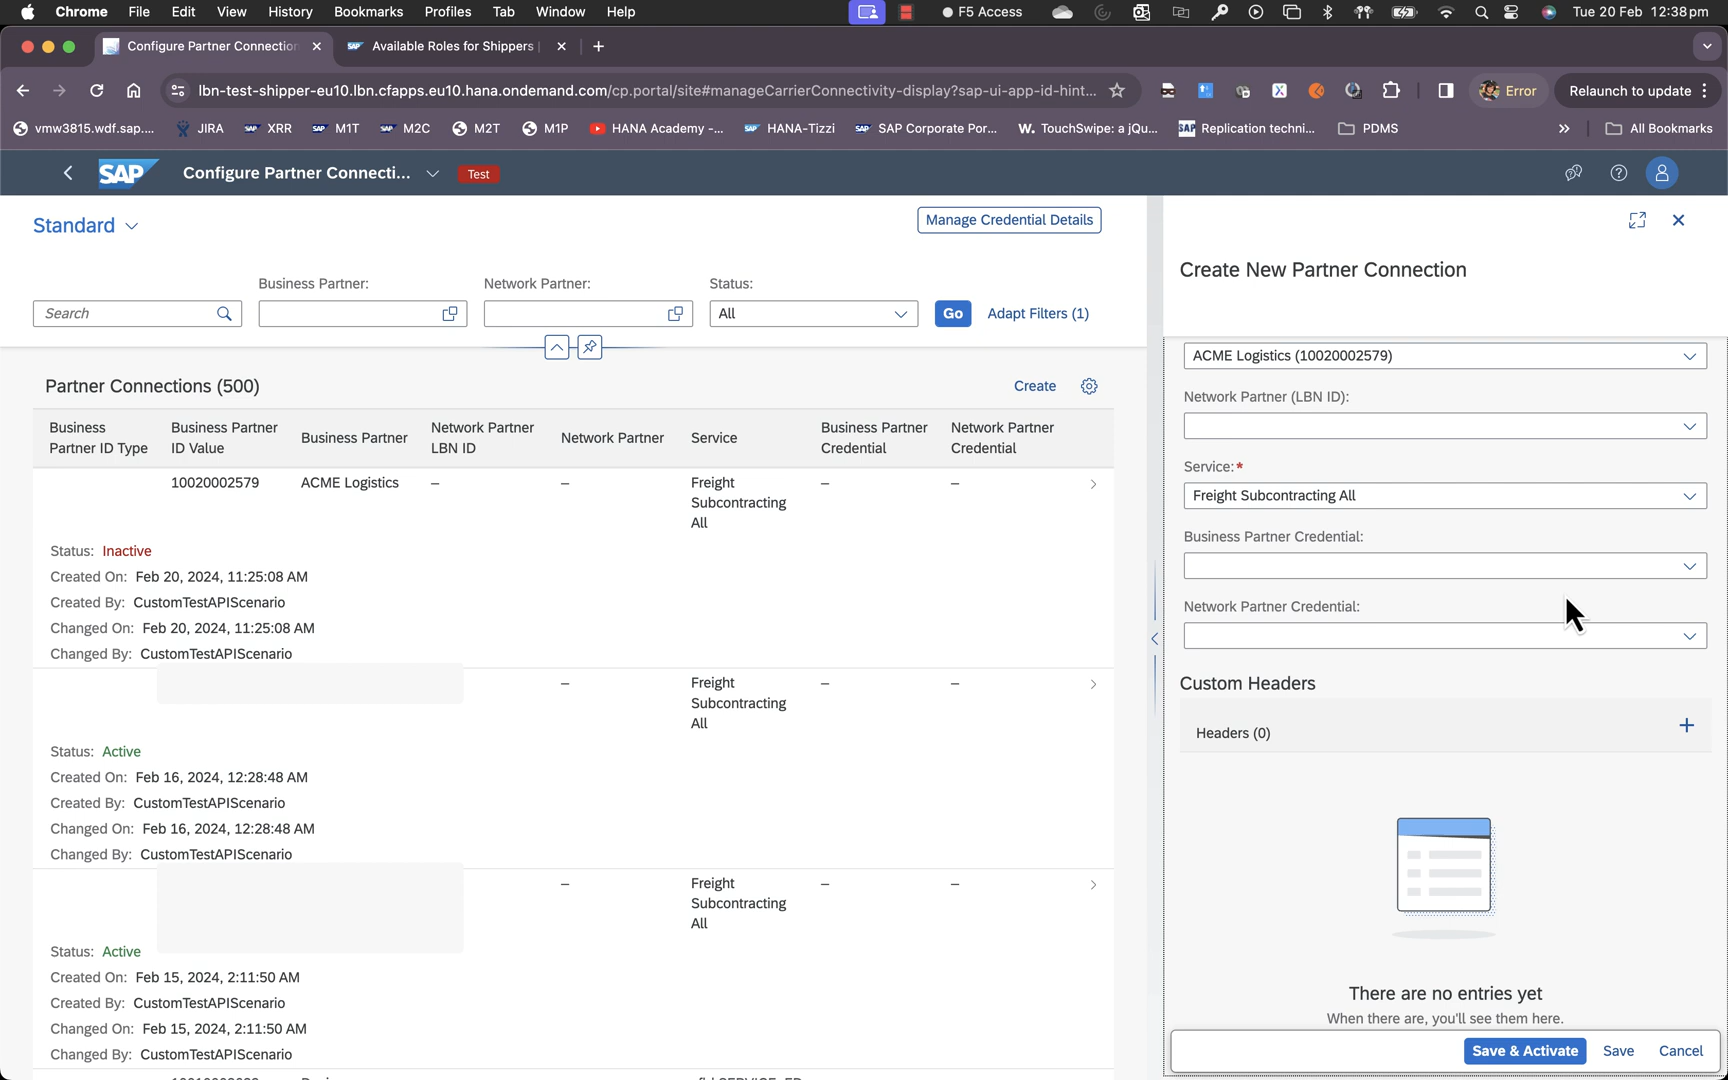 Chrome File Edit View History Bookmarks Profiles Tab Window Help F5 Access Tue 20 Feb 12:38 pm
Configure Partner Connection Available Roles for Shippers
lbn-test-shipper-eu10.lbn.cfapps.eu10.hana.ondemand.com/cp.portal/site#manageCarrierConnectivity-display?sap-ui-app-id-hint... Error Relaunch to update
vmw3815.wdf.sap.... JIRA XRR M1T M2C M2T M1P HANA Academy -... HANA-Tizzi SAP Corporate Por... TouchSwipe: a jQu... Replication techni... PDMS All Bookmarks
SAP Configure Partner Connecti... Test
Standard
Manage Credential Details
Business Partner: Network Partner: Status:
Search All Go Adapt Filters (1)
Partner Connections (500) Create
Business Partner ID Type
Business Partner ID Value
Business Partner
Network Partner LBN ID
Network Partner
Service
Business Partner Credential
Network Partner Credential
10020002579 ACME Logistics – – Freight Subcontracting All – –
Status: Inactive
Created On: Feb 20, 2024, 11:25:08 AM
Created By: CustomTestAPIScenario
Changed On: Feb 20, 2024, 11:25:08 AM
Changed By: CustomTestAPIScenario
– Freight Subcontracting All – –
Status: Active
Created On: Feb 16, 2024, 12:28:48 AM
Created By: CustomTestAPIScenario
Changed On: Feb 16, 2024, 12:28:48 AM
Changed By: CustomTestAPIScenario
– Freight Subcontracting All – –
Status: Active
Created On: Feb 15, 2024, 2:11:50 AM
Created By: CustomTestAPIScenario
Changed On: Feb 15, 2024, 2:11:50 AM
Changed By: CustomTestAPIScenario
Create New Partner Connection
ACME Logistics (10020002579)
Network Partner (LBN ID):
Service:*
Freight Subcontracting All
Business Partner Credential:
Network Partner Credential:
Custom Headers
Headers (0)
There are no entries yet
When there are, you'll see them here.
Save & Activate Save Cancel